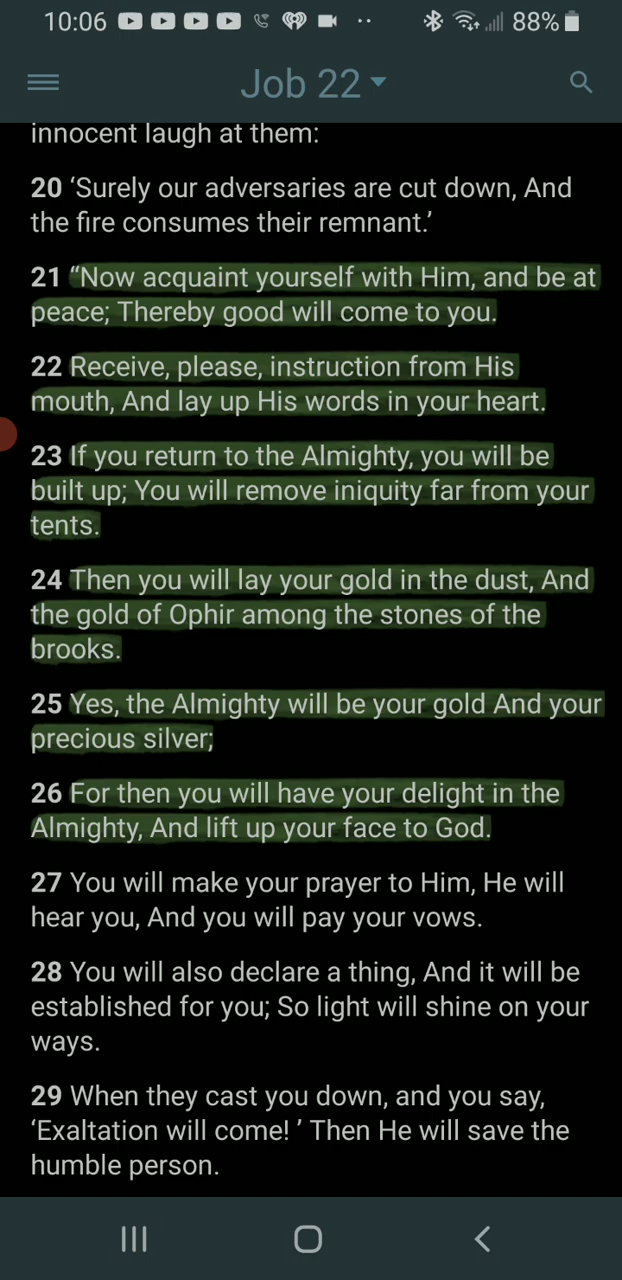 10:06
88%
Job 22
innocent laugh at them:
20 ‘Surely our adversaries are cut down, And
the fire consumes their remnant.’
21 “Now acquaint yourself with Him, and be at
peace; Thereby good will come to you.
22 Receive, please, instruction from His
mouth, And lay up His words in your heart.
23 If you return to the Almighty, you will be
built up; You will remove iniquity far from your
tents.
24 Then you will lay your gold in the dust, And
the gold of Ophir among the stones of the
brooks.
25 Yes, the Almighty will be your gold And your
precious silver;
26 For then you will have your delight in the
Almighty, And lift up your face to God.
27 You will make your prayer to Him, He will
hear you, And you will pay your vows.
28 You will also declare a thing, And it will be
established for you; So light will shine on your
ways.
29 When they cast you down, and you say,
‘Exaltation will come! ’ Then He will save the
humble person.